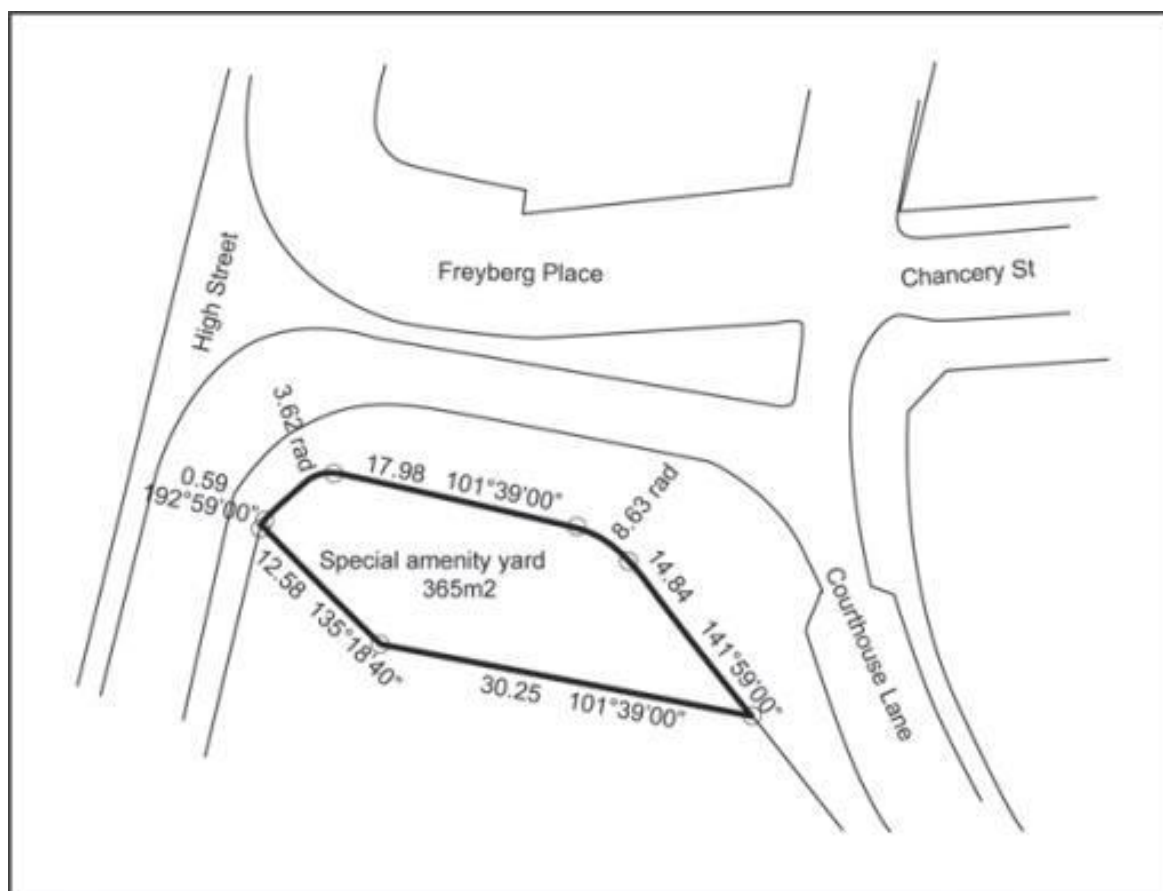 High Street
Freyberg Place
Chancery St
3.62 rad
17.98 101°39'00"
8.63 rad
0.59
192°59'00"
Special amenity yard
365m2
14.84 141°59'00"
12.58 135°18'40"
30.25 101°39'00"
Courthouse Lane